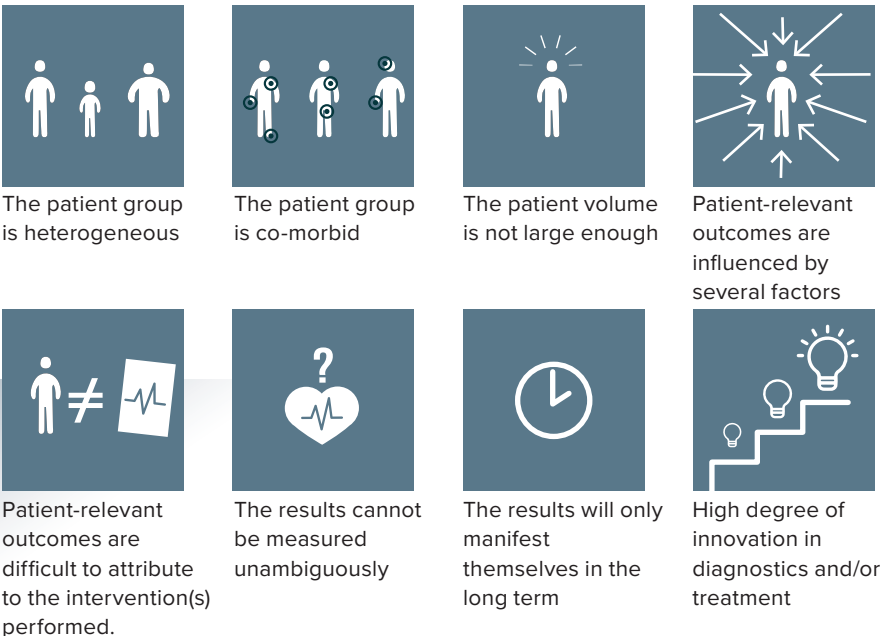 The patient group
is heterogeneous
The patient group
is co-morbid
The patient volume
is not large enough
Patient-relevant
outcomes are
influenced by
several factors
?
Patient-relevant
outcomes are
difficult to attribute
to the intervention(s)
performed.
The results cannot
be measured
unambiguously
The results will only
manifest
themselves in the
long term
High degree of
innovation in
diagnostics and/or
treatment